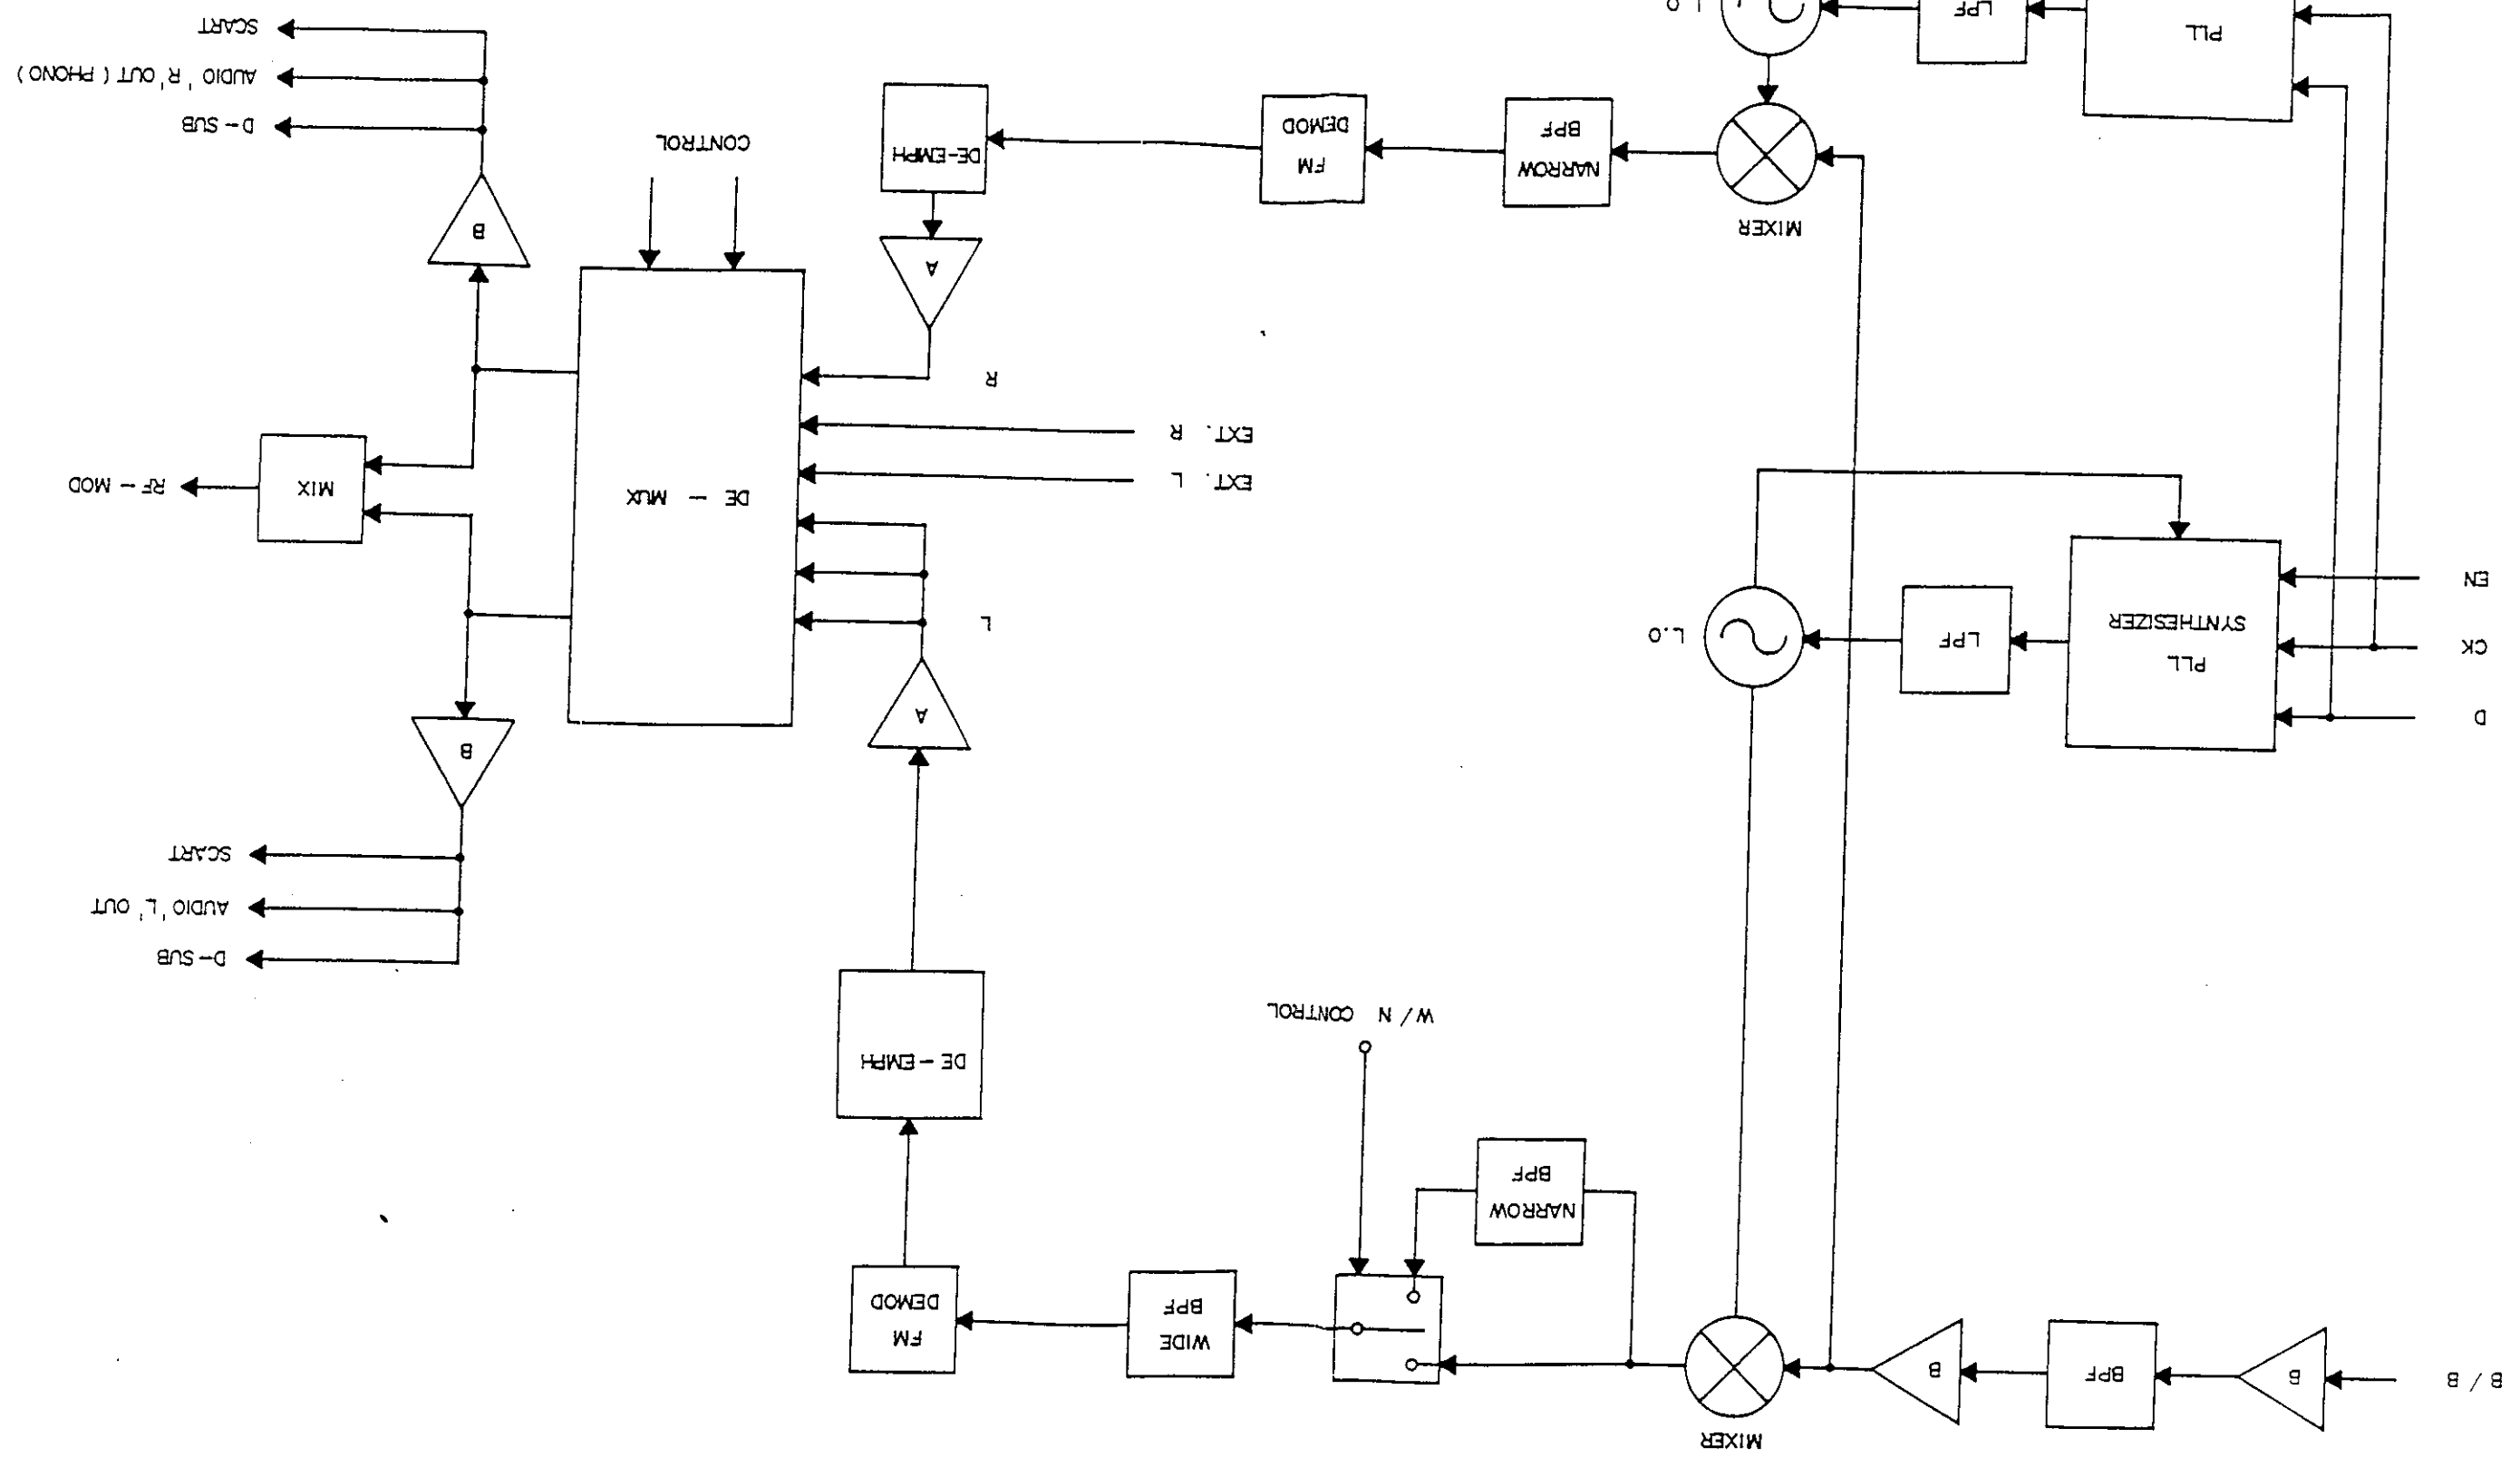 B / B
B
BPF
B
MIXER
NARROW
BPF
W / N CONTROL
WIDE
BPF
FM
DEMOD
DE - EMPH
D-SUB
AUDIO 'L' OUT
SCART
D
CK
EN
PLL
SYNTHESIZER
LPF
L.O
A
B
L
EXT. L
EXT. R
R
DE - MUX
MIX
RF - MOD
MIXER
NARROW
BPF
FM
DEMOD
DE-EMPH
A
CONTROL
B
D - SUB
AUDIO 'R' OUT ( PHONO )
SCART
PLL
LPF
L O